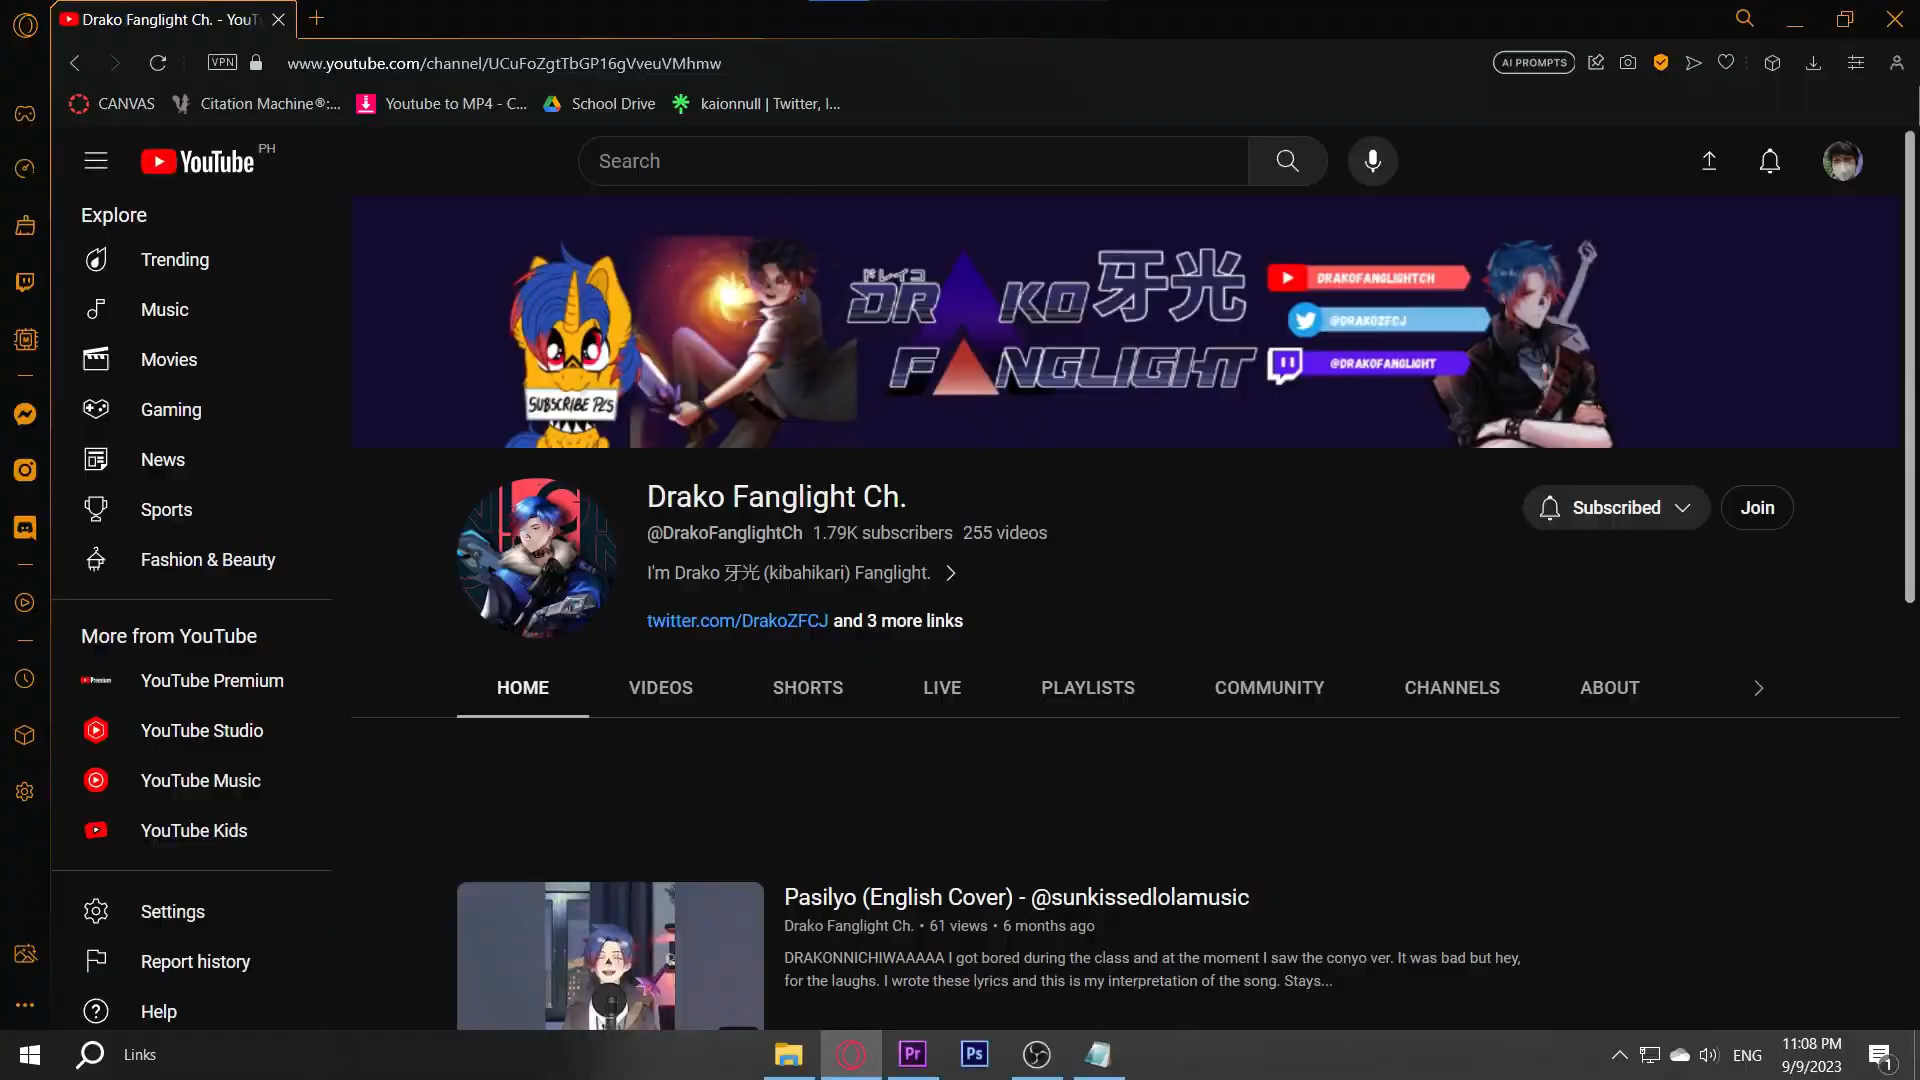 Drako Fanglight Ch. - YouT
VPN
www.youtube.com/channel/UCuFoZgtTbGP16gVveuVMhmw
AI PROMPTS
CANVAS
Citation Machine®:...
Youtube to MP4 - C...
School Drive
kaionnull | Twitter, I...
YouTube PH
Search
Explore
Trending
Music
Movies
Gaming
News
Sports
Fashion & Beauty
More from YouTube
YouTube Premium
YouTube Studio
YouTube Music
YouTube Kids
Settings
Report history
Help
SUBSCRIBE PLS
ドレイコ
DRAKO牙光
FANGLIGHT
DRAKOFANGLIGHTCH
@DRAKOZFCJ
@DRAKOFANGLIGHT
Drako Fanglight Ch.
@DrakoFanglightCh 1.79K subscribers 255 videos
I'm Drako 牙光 (kibahikari) Fanglight.
twitter.com/DrakoZFCJ and 3 more links
Subscribed
Join
HOME
VIDEOS
SHORTS
LIVE
PLAYLISTS
COMMUNITY
CHANNELS
ABOUT
Pasilyo (English Cover) - @sunkissedlolamusic
Drako Fanglight Ch. • 61 views • 6 months ago
DRAKONNICHIWAAAAA I got bored during the class and at the moment I saw the conyo ver. It was bad but hey,
for the laughs. I wrote these lyrics and this is my interpretation of the song. Stays...
Links
Pr
Ps
ENG
11:08 PM
9/9/2023
1